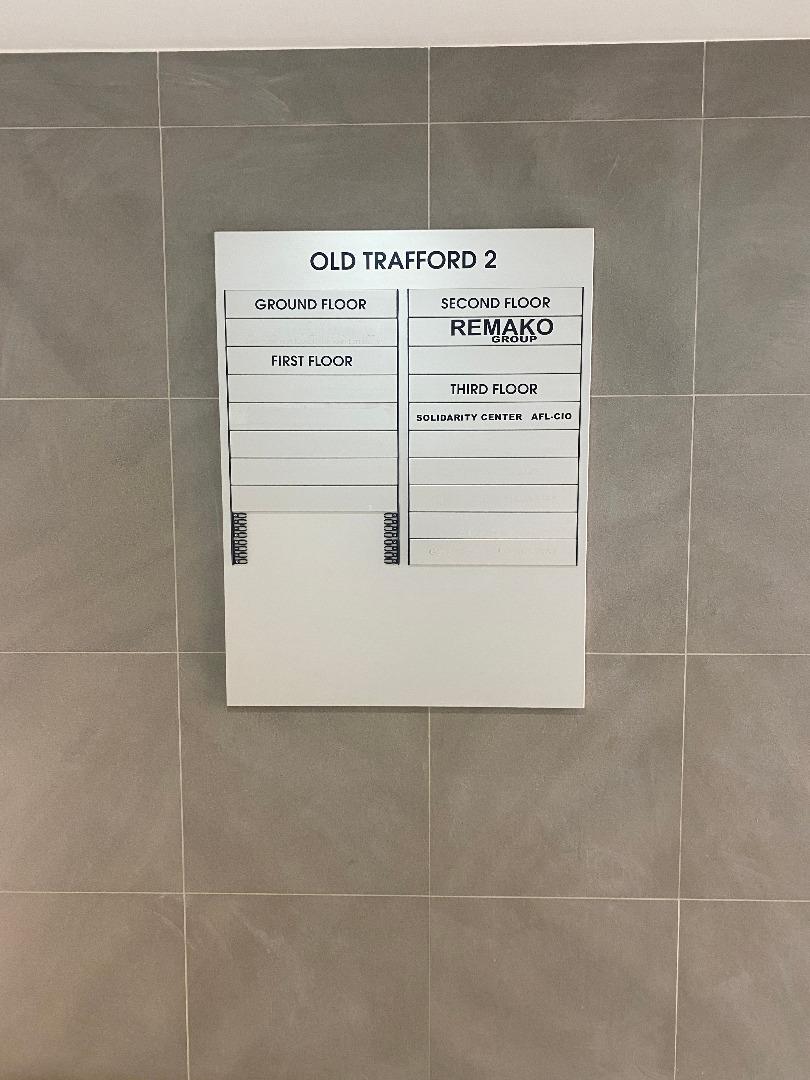 OLD TRAFFORD 2
GROUND FLOOR
FIRST FLOOR
SECOND FLOOR
REMAKO
GROUP
THIRD FLOOR
SOLIDARITY CENTER AFL-CIO